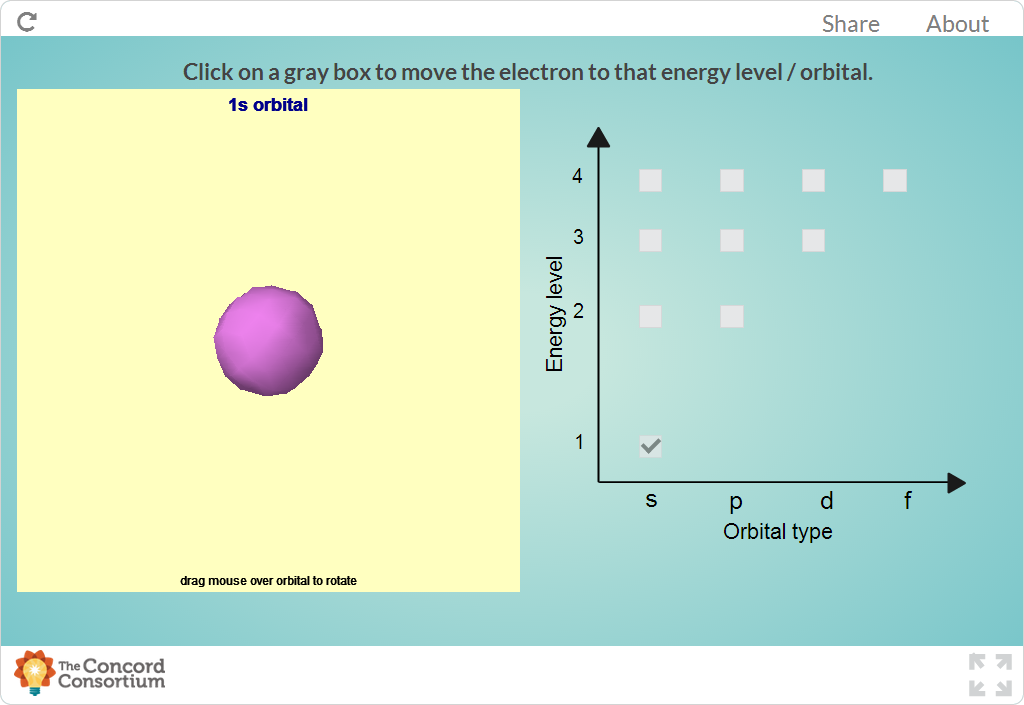 Share About
Click on a gray box to move the electron to that energy level / orbital.
1s orbital
4
3
2
1
Energy level
s p d f
Orbital type
drag mouse over orbital to rotate
The Concord
Consortium